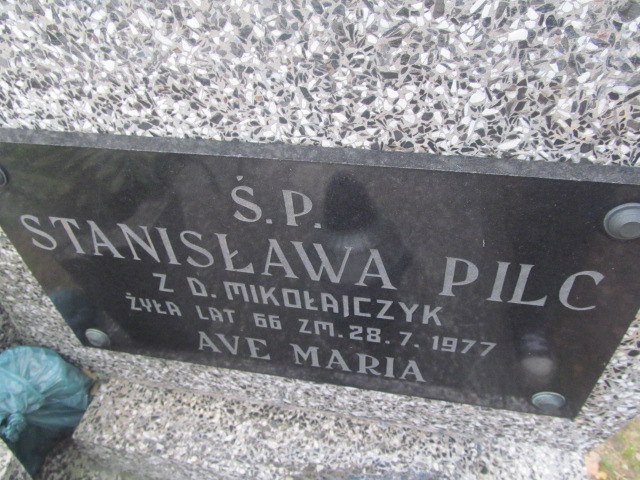 Ś.P.
STANISŁAWA PILC
Z D. MIKOŁAJCZYK
ŻYŁA LAT 66 ZM. 28. 7. 1977
AVE MARIA